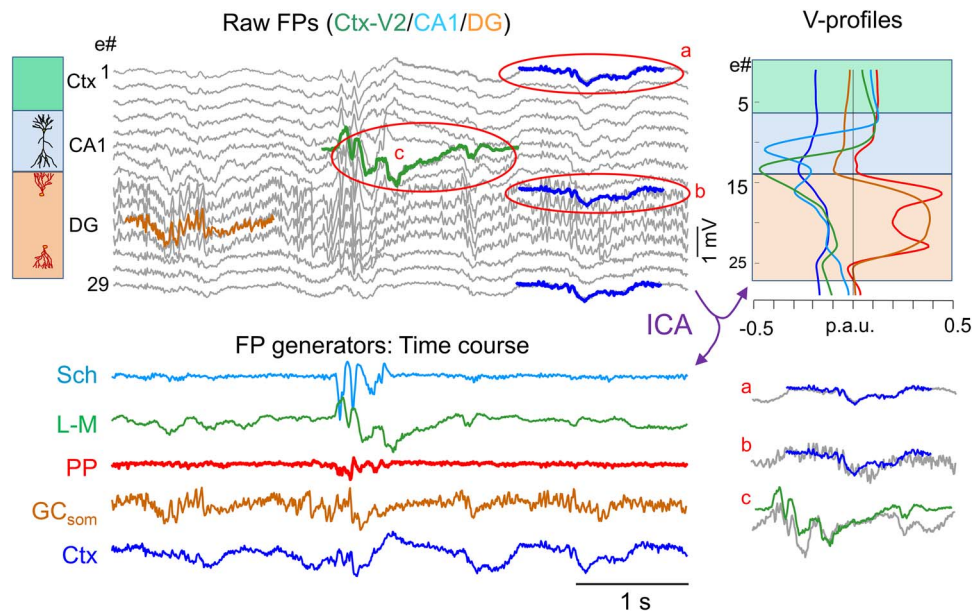 Raw FPs (Ctx-V2/CA1/DG)
V-profiles
e#
Ctx 1
CA1
DG
29
a
c
b
1 mV
e#
5
15
25
-0.5 p.a.u. 0.5
ICA
FP generators: Time course
Sch
L-M
PP
GCsom
Ctx
1 s
a
b
c